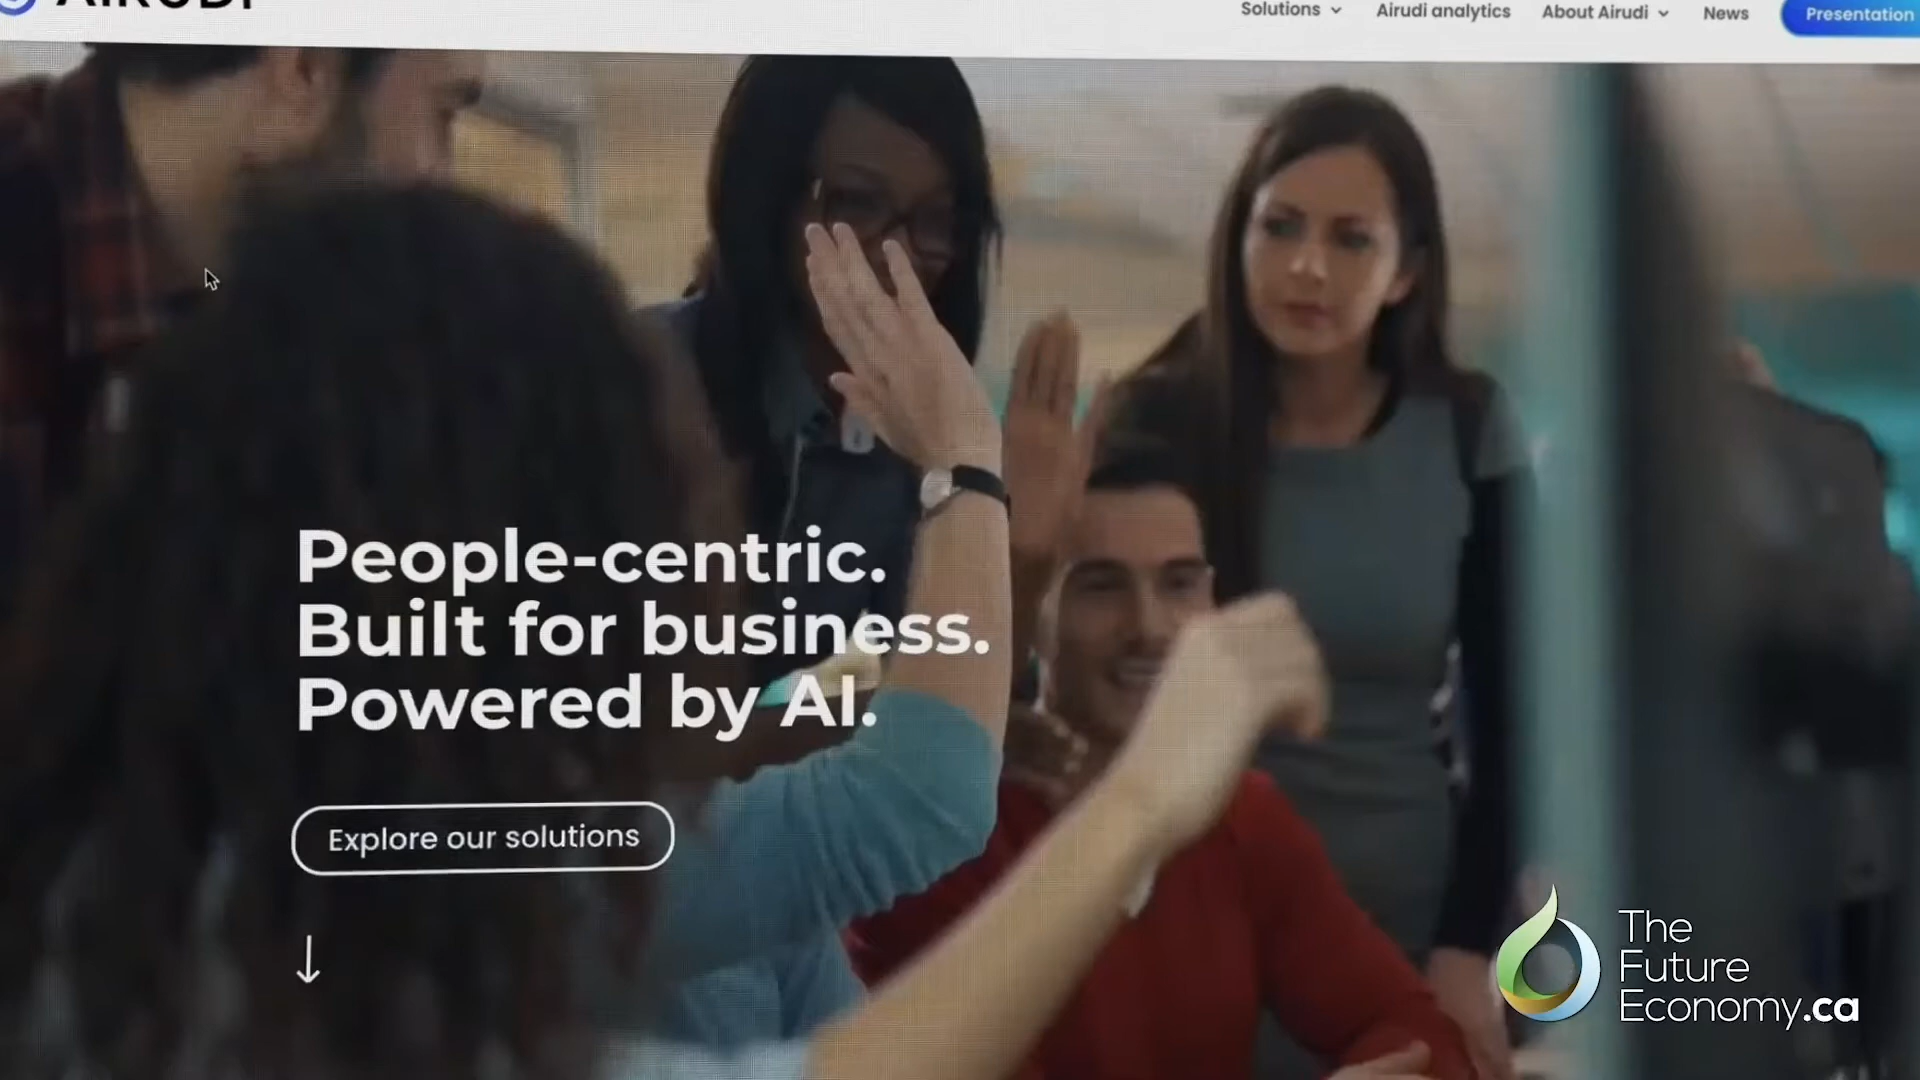 AIRUDI
Solutions
Airudi analytics
About Airudi
News
Presentation
People-centric.
Built for business.
Powered by AI.
Explore our solutions
The
Future
Economy.ca